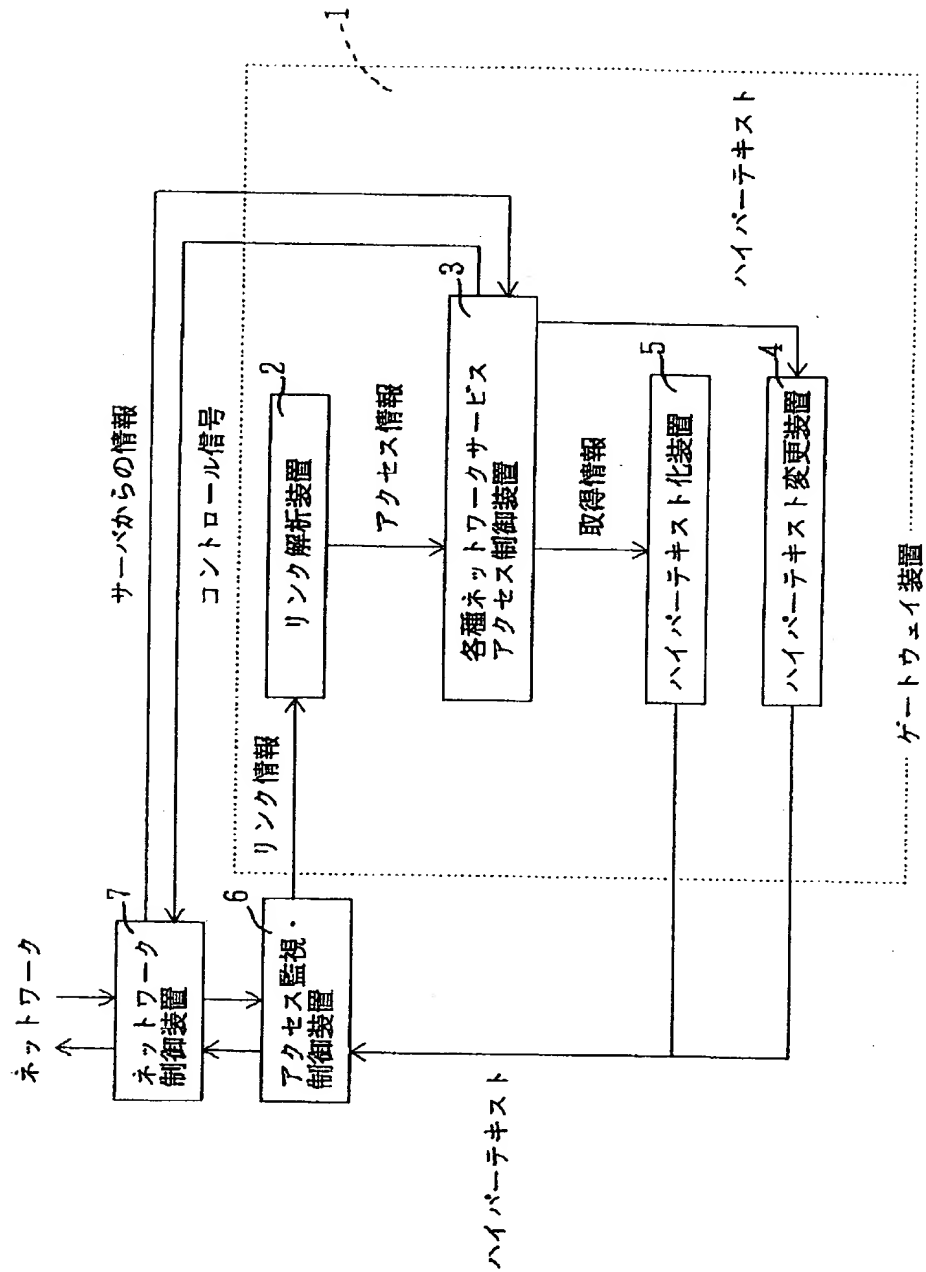 ネットワーク
7
ネットワーク
制御装置
サーバからの情報
コントロール信号
6
アクセス監視・
制御装置
リンク情報
2
リンク解析装置
アクセス情報
3
各種ネットワークサービス
アクセス制御装置
取得情報
5
ハイパーテキスト化装置
4
ハイパーテキスト変更装置
ハイパーテキスト
ハイパーテキスト
ゲートウェイ装置
1